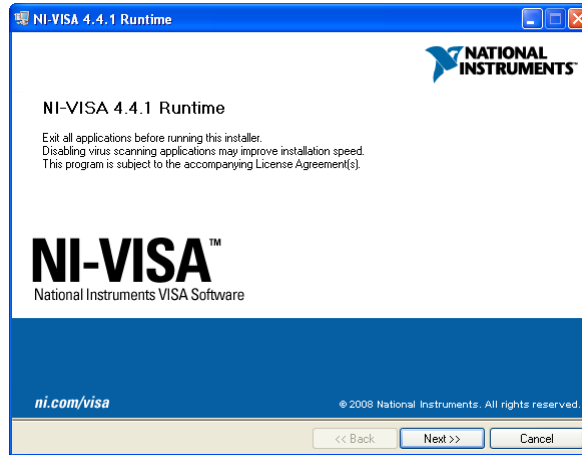 NI-VISA 4.4.1 Runtime
NATIONAL
INSTRUMENTS™
NI-VISA 4.4.1 Runtime
Exit all applications before running this installer.
Disabling virus scanning applications may improve installation speed.
This program is subject to the accompanying License Agreement(s).
NI-VISA™
National Instruments VISA Software
ni.com/visa
© 2008 National Instruments. All rights reserved.
<< Back
Next >>
Cancel